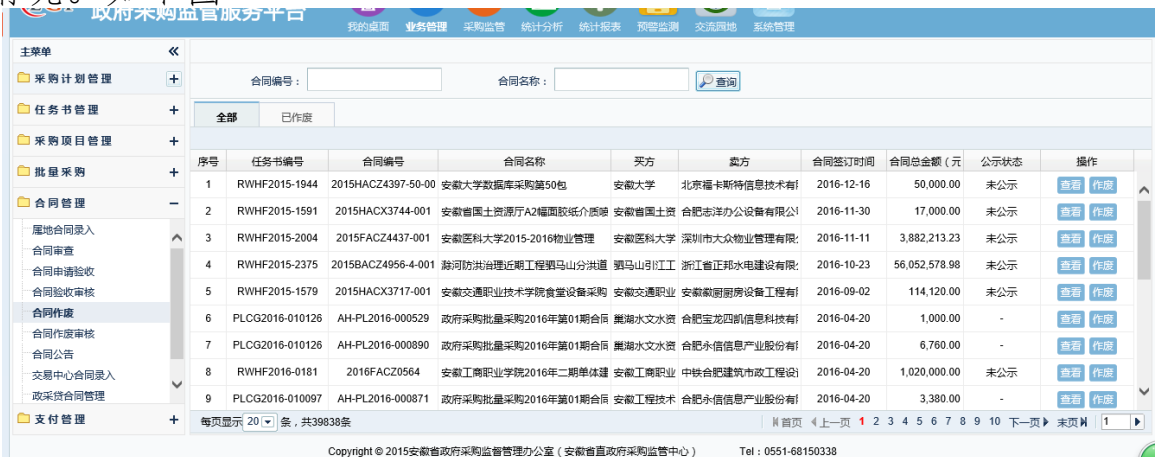 政府采购监管服务平台
我的桌面 业务管理 采购监管 统计分析 统计报表 预警监测 交流园地 系统管理
主菜单 «
采购计划管理 +
任务书管理 +
采购项目管理 +
批量采购 +
合同管理 −
属地合同录入
合同审查
合同申请验收
合同验收审核
合同作废
合同作废审核
合同公告
交易中心合同录入
政采贷合同管理
支付管理 +
合同编号： 合同名称： 查询
全部 已作废
序号 任务书编号 合同编号 合同名称 买方 卖方 合同签订时间 合同总金额（元 公示状态 操作
1 RWHF2015-1944 2015HACZ4397-50-00 安徽大学数据库采购第50包 安徽大学 北京福卡斯特信息技术有 2016-12-16 50,000.00 未公示 查看 作废
2 RWHF2015-1591 2015HACX3744-001 安徽省国土资源厅A2幅面胶纸介质喷 安徽省国土资 合肥志洋办公设备有限公 2016-11-30 17,000.00 未公示 查看 作废
3 RWHF2015-2004 2015FACZ4437-001 安徽医科大学2015-2016物业管理 安徽医科大学 深圳市大众物业管理有限 2016-11-11 3,882,213.23 未公示 查看 作废
4 RWHF2015-2375 2015BACZ4956-4-001 滁河防洪治理近期工程驷马山分洪道 驷马山引江工 浙江省正邦水电建设有限 2016-10-23 56,052,578.98 未公示 查看 作废
5 RWHF2015-1579 2015HACX3717-001 安徽交通职业技术学院食堂设备采购 安徽交通职业 安徽徽厨厨房设备工程有 2016-09-02 114,120.00 未公示 查看 作废
6 PLCG2016-010126 AH-PL2016-000529 政府采购批量采购2016年第01期合同 巢湖水文水资 合肥宝龙四凯信息科技有 2016-04-20 1,000.00 - 查看 作废
7 PLCG2016-010126 AH-PL2016-000890 政府采购批量采购2016年第01期合同 巢湖水文水资 合肥永信信息产业股份有 2016-04-20 6,760.00 - 查看 作废
8 RWHF2016-0181 2016FACZ0564 安徽工商职业学院2016年二期单体建 安徽工商职业 中铁合肥建筑市政工程设 2016-04-20 1,020,000.00 未公示 查看 作废
9 PLCG2016-010097 AH-PL2016-000871 政府采购批量采购2016年第01期合同 安徽工程技术 合肥永信信息产业股份有 2016-04-20 3,380.00 - 查看 作废
每页显示 20 条，共39838条 首页 上一页 1 2 3 4 5 6 7 8 9 10 下一页 末页 1
Copyright © 2015安徽省政府采购监督管理办公室（安徽省直政府采购监管中心） Tel：0551-68150338